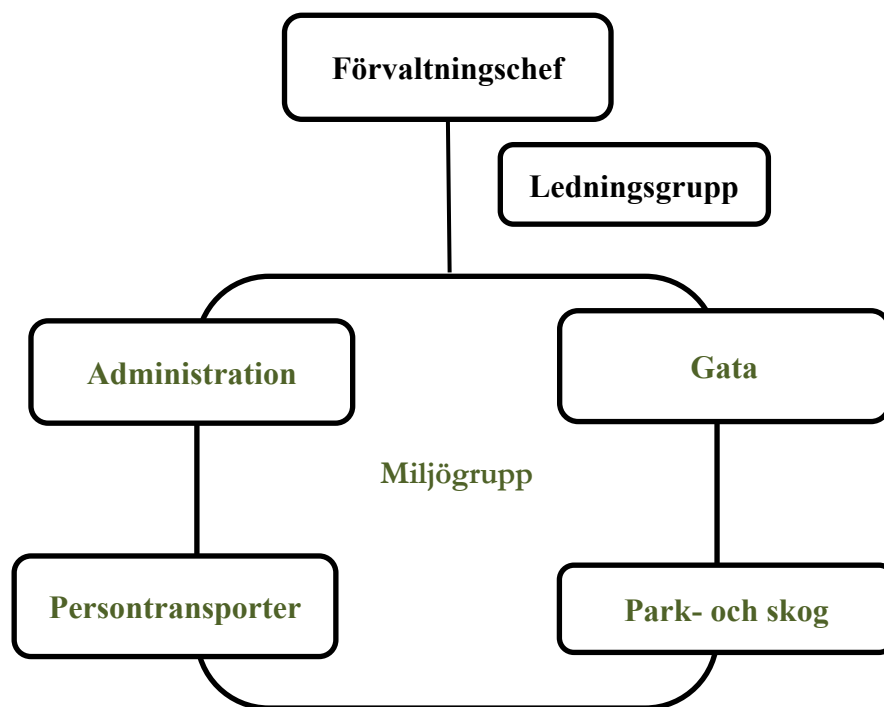 Förvaltningschef
Ledningsgrupp
Administration
Gata
Miljögrupp
Persontransporter
Park- och skog